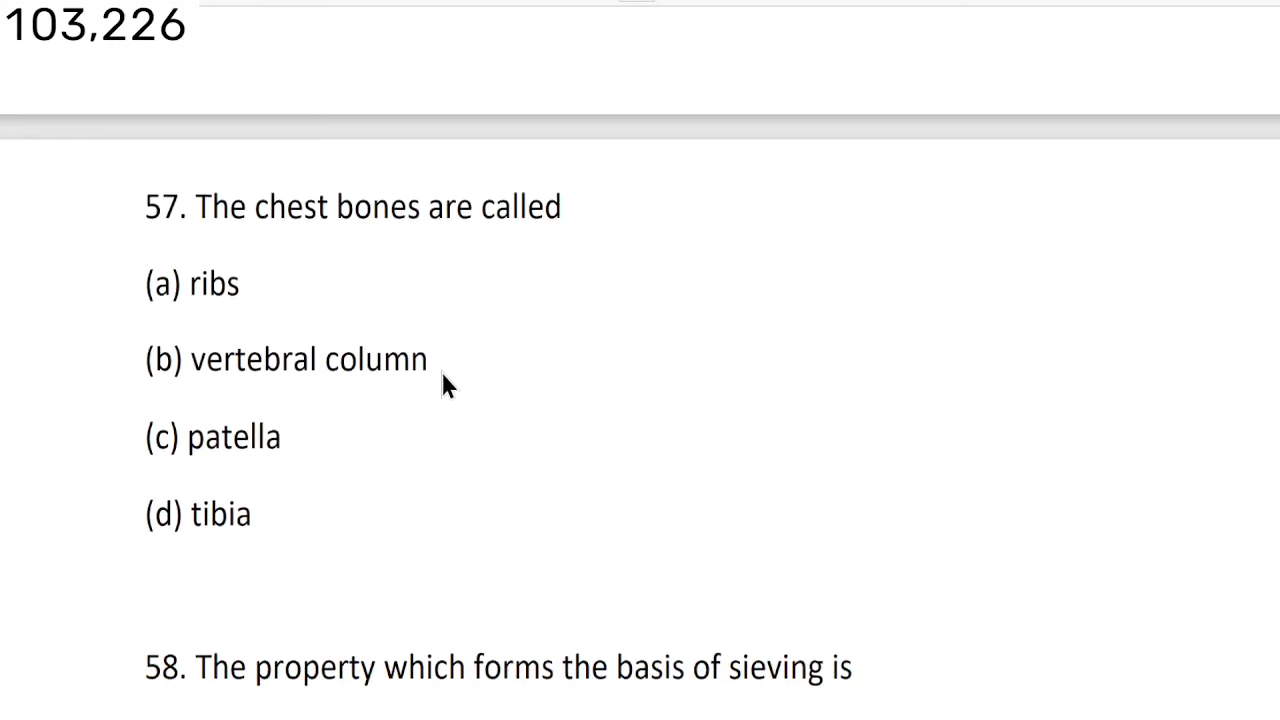 103,226
57. The chest bones are called
(a) ribs
(b) vertebral column
(c) patella
(d) tibia
58. The property which forms the basis of sieving is